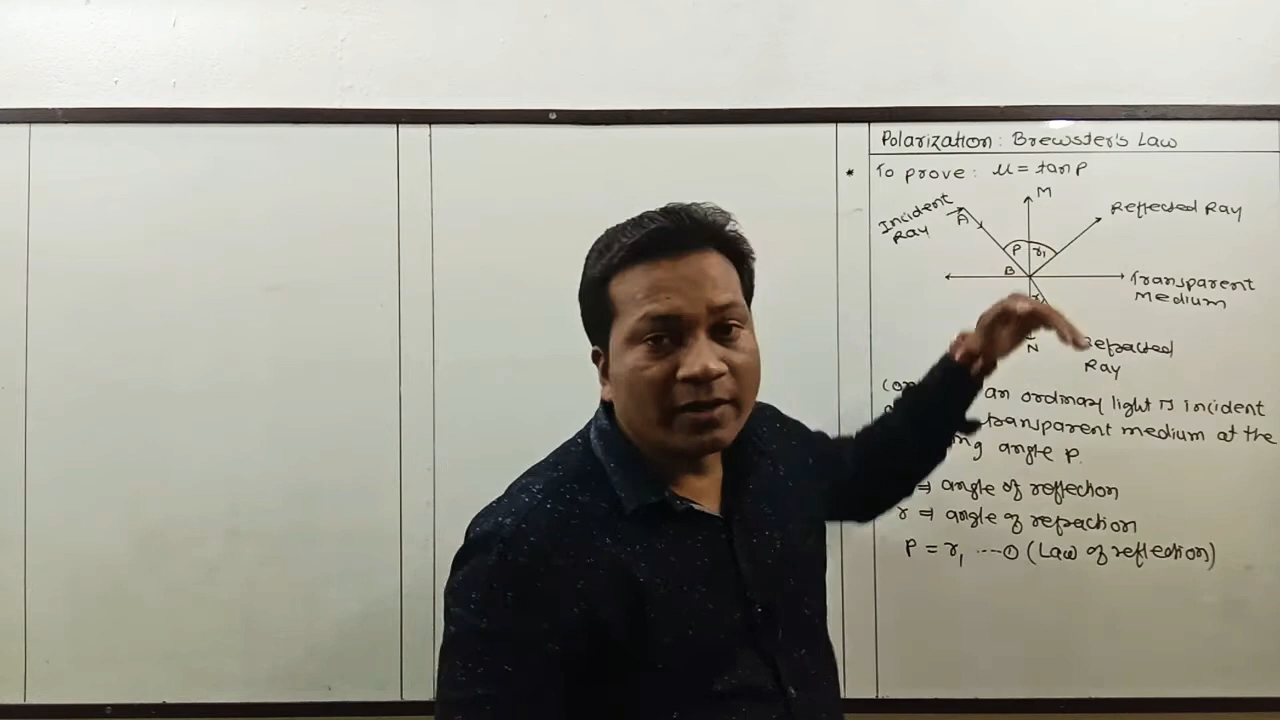 Polarization: Brewster's Law
* To prove: μ = tan p
M
Incident
Ray
A
Reflected Ray
p r₁
B
Transparent
Medium
r
N
Refracted
Ray
an ordinary light is incident
transparent medium at the
angle p.
⇒ angle of reflection
r ⇒ angle of refraction
p = r₁ ---① (Law of reflection)